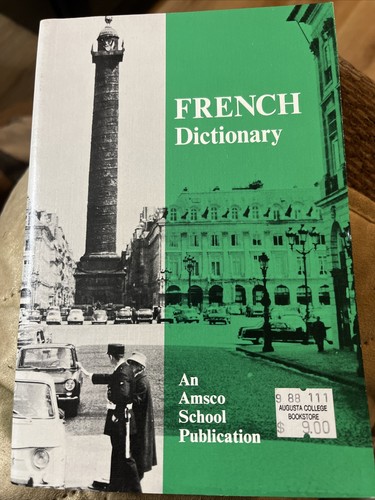 FRENCH
Dictionary
An
Amsco
School
Publication
9 88 111
AUGUSTA COLLEGE
BOOKSTORE
$ 9.00